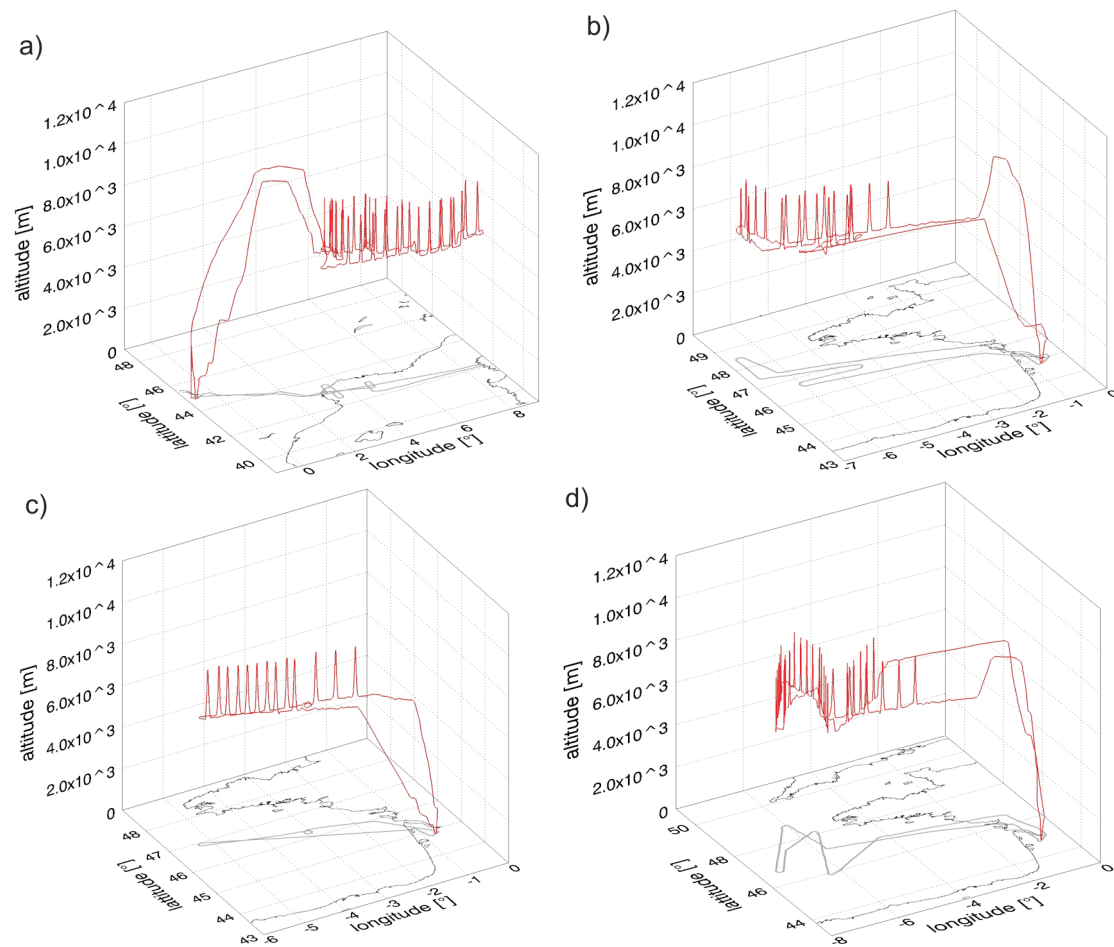 a)
altitude [m]
1.2x10^4
1.0x10^4
8.0x10^3
6.0x10^3
4.0x10^3
2.0x10^3
0
48
46
44
42
40
lattitude [°]
0
2
4
6
8
longitude [°]
b)
altitude [m]
1.2x10^4
1.0x10^4
8.0x10^3
6.0x10^3
4.0x10^3
2.0x10^3
0
49
48
47
46
45
44
43
lattitude [°]
-7
-6
-5
-4
-3
-2
-1
0
longitude [°]
c)
altitude [m]
1.2x10^4
1.0x10^4
8.0x10^3
6.0x10^3
4.0x10^3
2.0x10^3
0
48
47
46
45
44
43
lattitude [°]
-6
-5
-4
-3
-2
-1
0
longitude [°]
d)
altitude [m]
1.2x10^4
1.0x10^4
8.0x10^3
6.0x10^3
4.0x10^3
2.0x10^3
0
50
48
46
44
lattitude [°]
-8
-6
-4
-2
0
longitude [°]